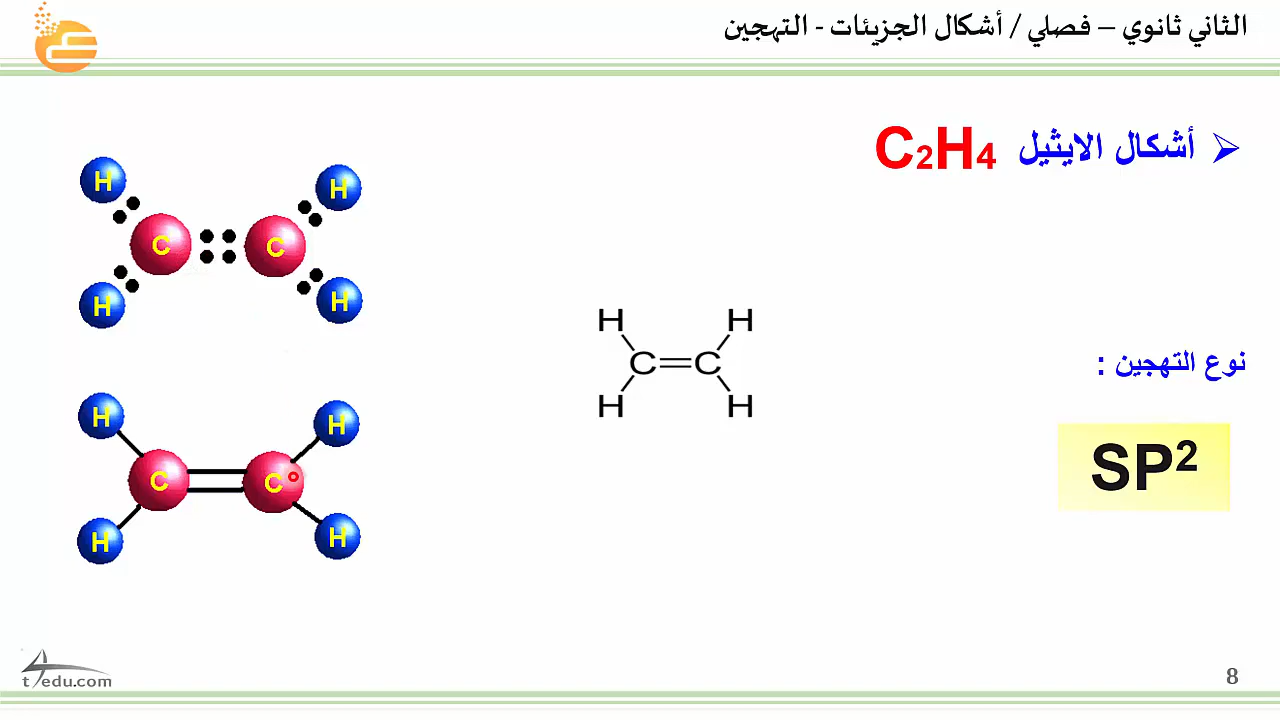 الثاني ثانوي – فصلي / أشكال الجزيئات - التهجين
أشكال الايثيل C2H4
H H
C C
H H
H H
C=C
H H
نوع التهجين :
SP²
H H
C C
H H
t4edu.com
8